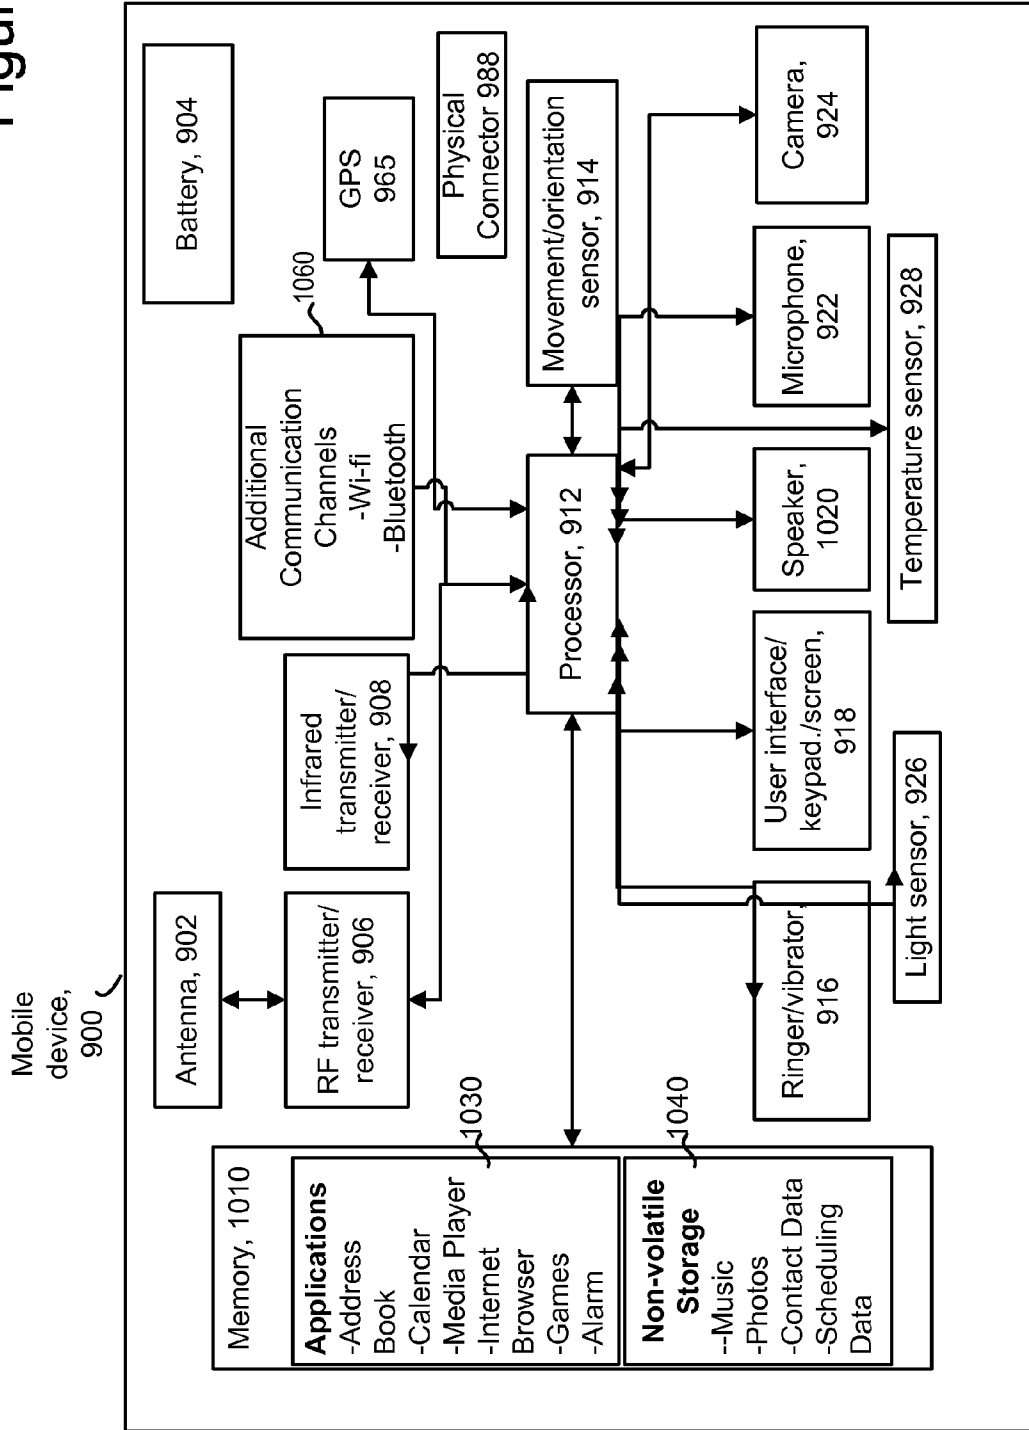 Figur
Mobile
device,
900
Memory, 1010
Applications
-Address
Book
-Calendar
-Media Player
-Internet
Browser
-Games
-Alarm
1030
Non-volatile
Storage
--Music
-Photos
-Contact Data
-Scheduling
Data
1040
Antenna, 902
RF transmitter/
receiver, 906
Infrared
transmitter/
receiver, 908
Additional
Communication
Channels
-Wi-fi
-Bluetooth
1060
Battery, 904
GPS
965
Physical
Connector 988
Processor, 912
Movement/orientation
sensor, 914
Ringer/vibrator,
916
User interface/
keypad./screen,
918
Speaker,
1020
Microphone,
922
Camera,
924
Light sensor, 926
Temperature sensor, 928